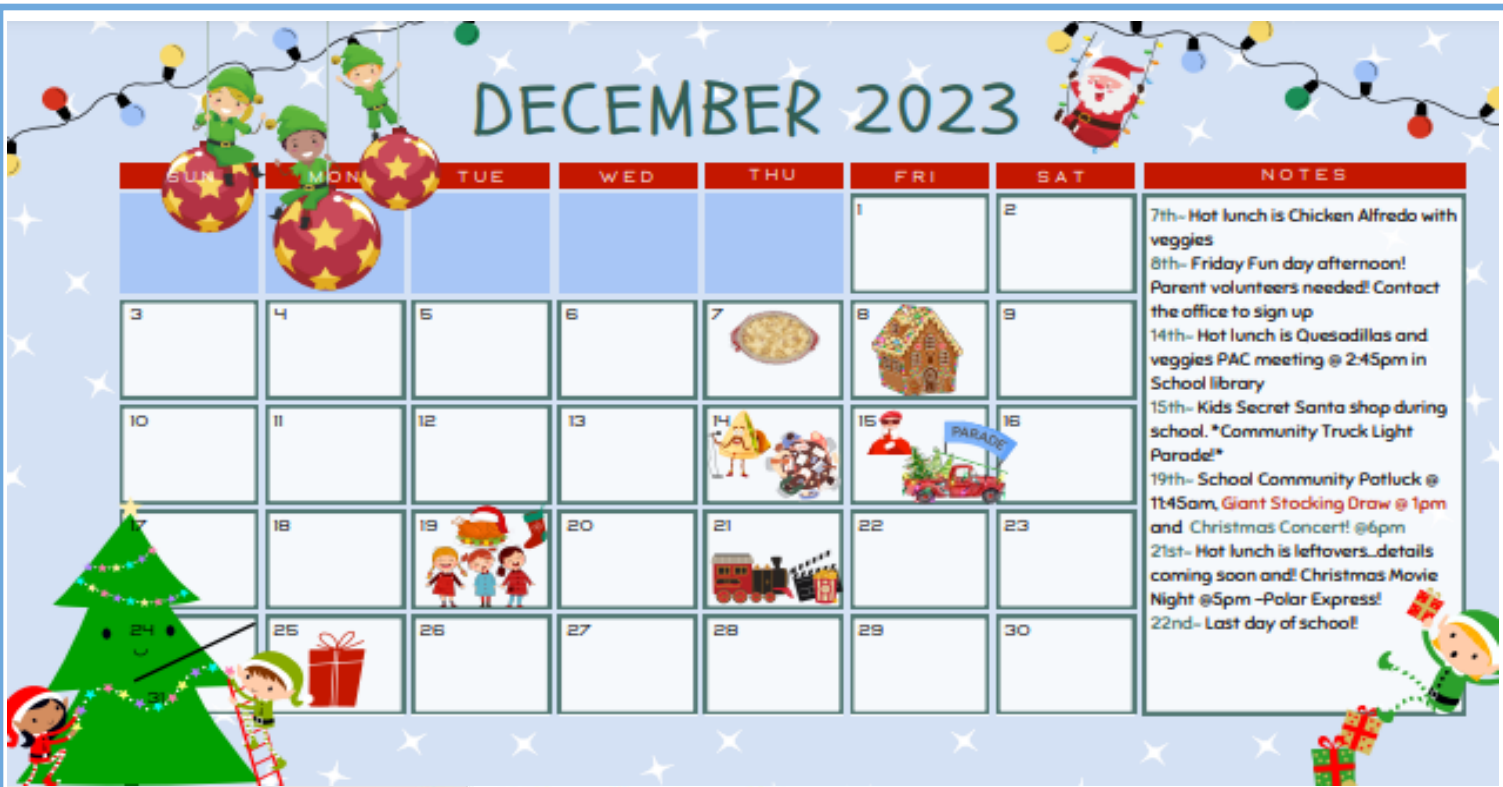 DECEMBER 2023
SUN MON TUE WED THU FRI SAT NOTES
1 2
3 4 5 6 7 8 9
10 11 12 13 14 15 16
PARADE
17 18 19 20 21 22 23
24 25 26 27 28 29 30
31
7th- Hot lunch is Chicken Alfredo with
veggies
8th- Friday Fun day afternoon!
Parent volunteers needed! Contact
the office to sign up
14th- Hot lunch is Quesadillas and
veggies PAC meeting @ 2:45pm in
School library
15th- Kids Secret Santa shop during
school. *Community Truck Light
Parade!*
19th- School Community Potluck @
11:45am, Giant Stocking Draw @ 1pm
and Christmas Concert! @6pm
21st- Hot lunch is leftovers...details
coming soon and! Christmas Movie
Night @5pm -Polar Express!
22nd- Last day of school!